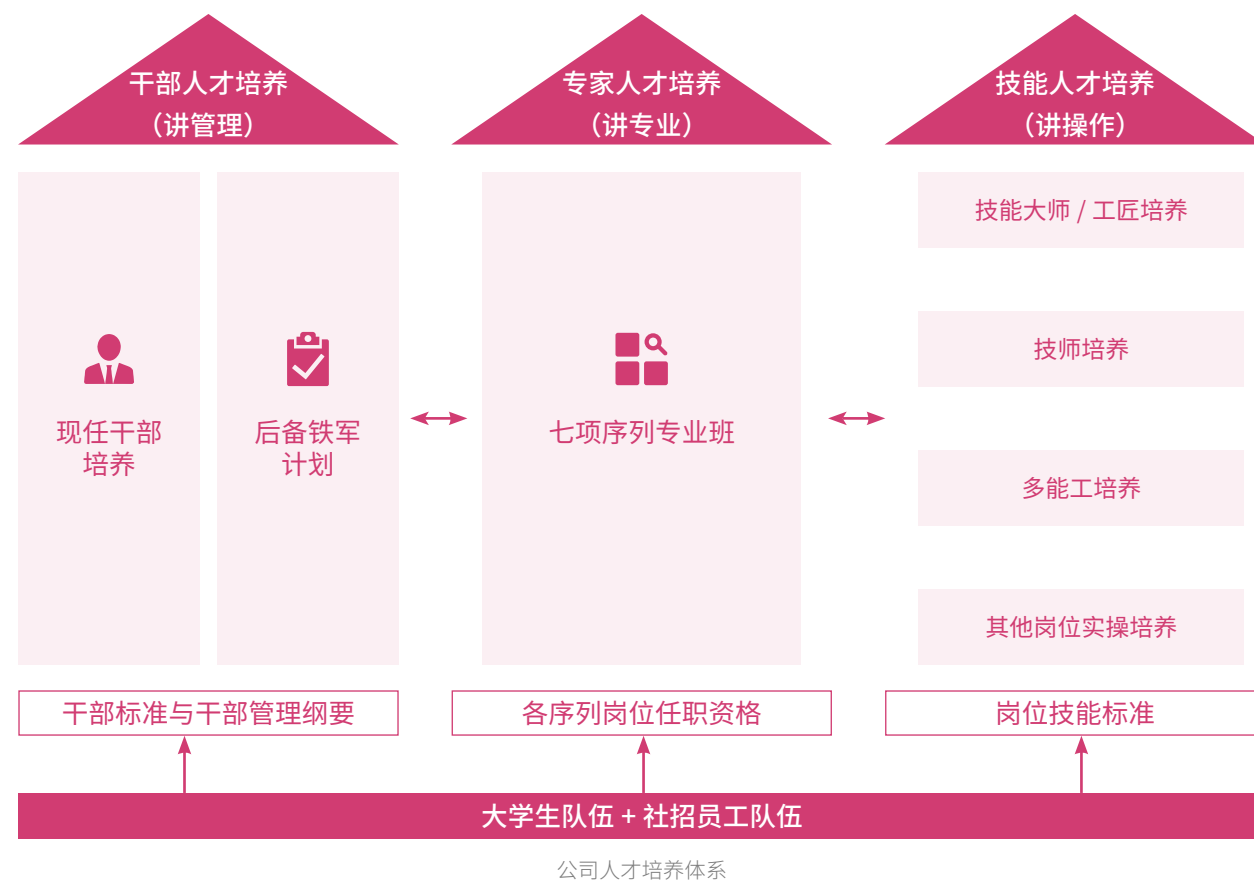 干部人才培养
（讲管理）
专家人才培养
（讲专业）
技能人才培养
（讲操作）
现任干部
培养
后备铁军
计划
七项序列专业班
技能大师 / 工匠培养
技师培养
多能工培养
其他岗位实操培养
干部标准与干部管理纲要
各序列岗位任职资格
岗位技能标准
大学生队伍 + 社招员工队伍
公司人才培养体系